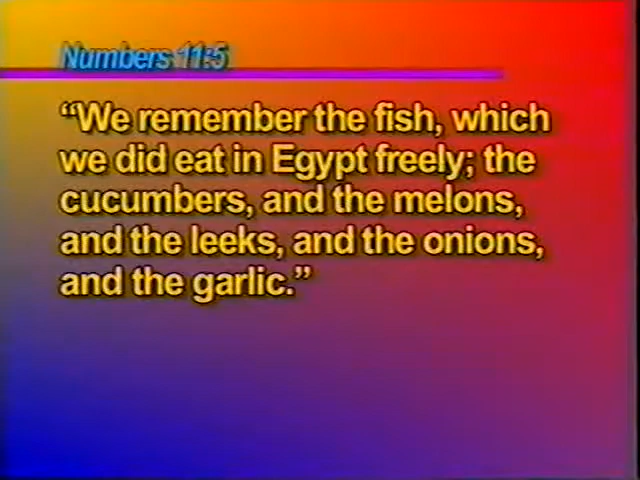 Numbers 11:5
“We remember the fish, which
we did eat in Egypt freely; the
cucumbers, and the melons,
and the leeks, and the onions,
and the garlic.”